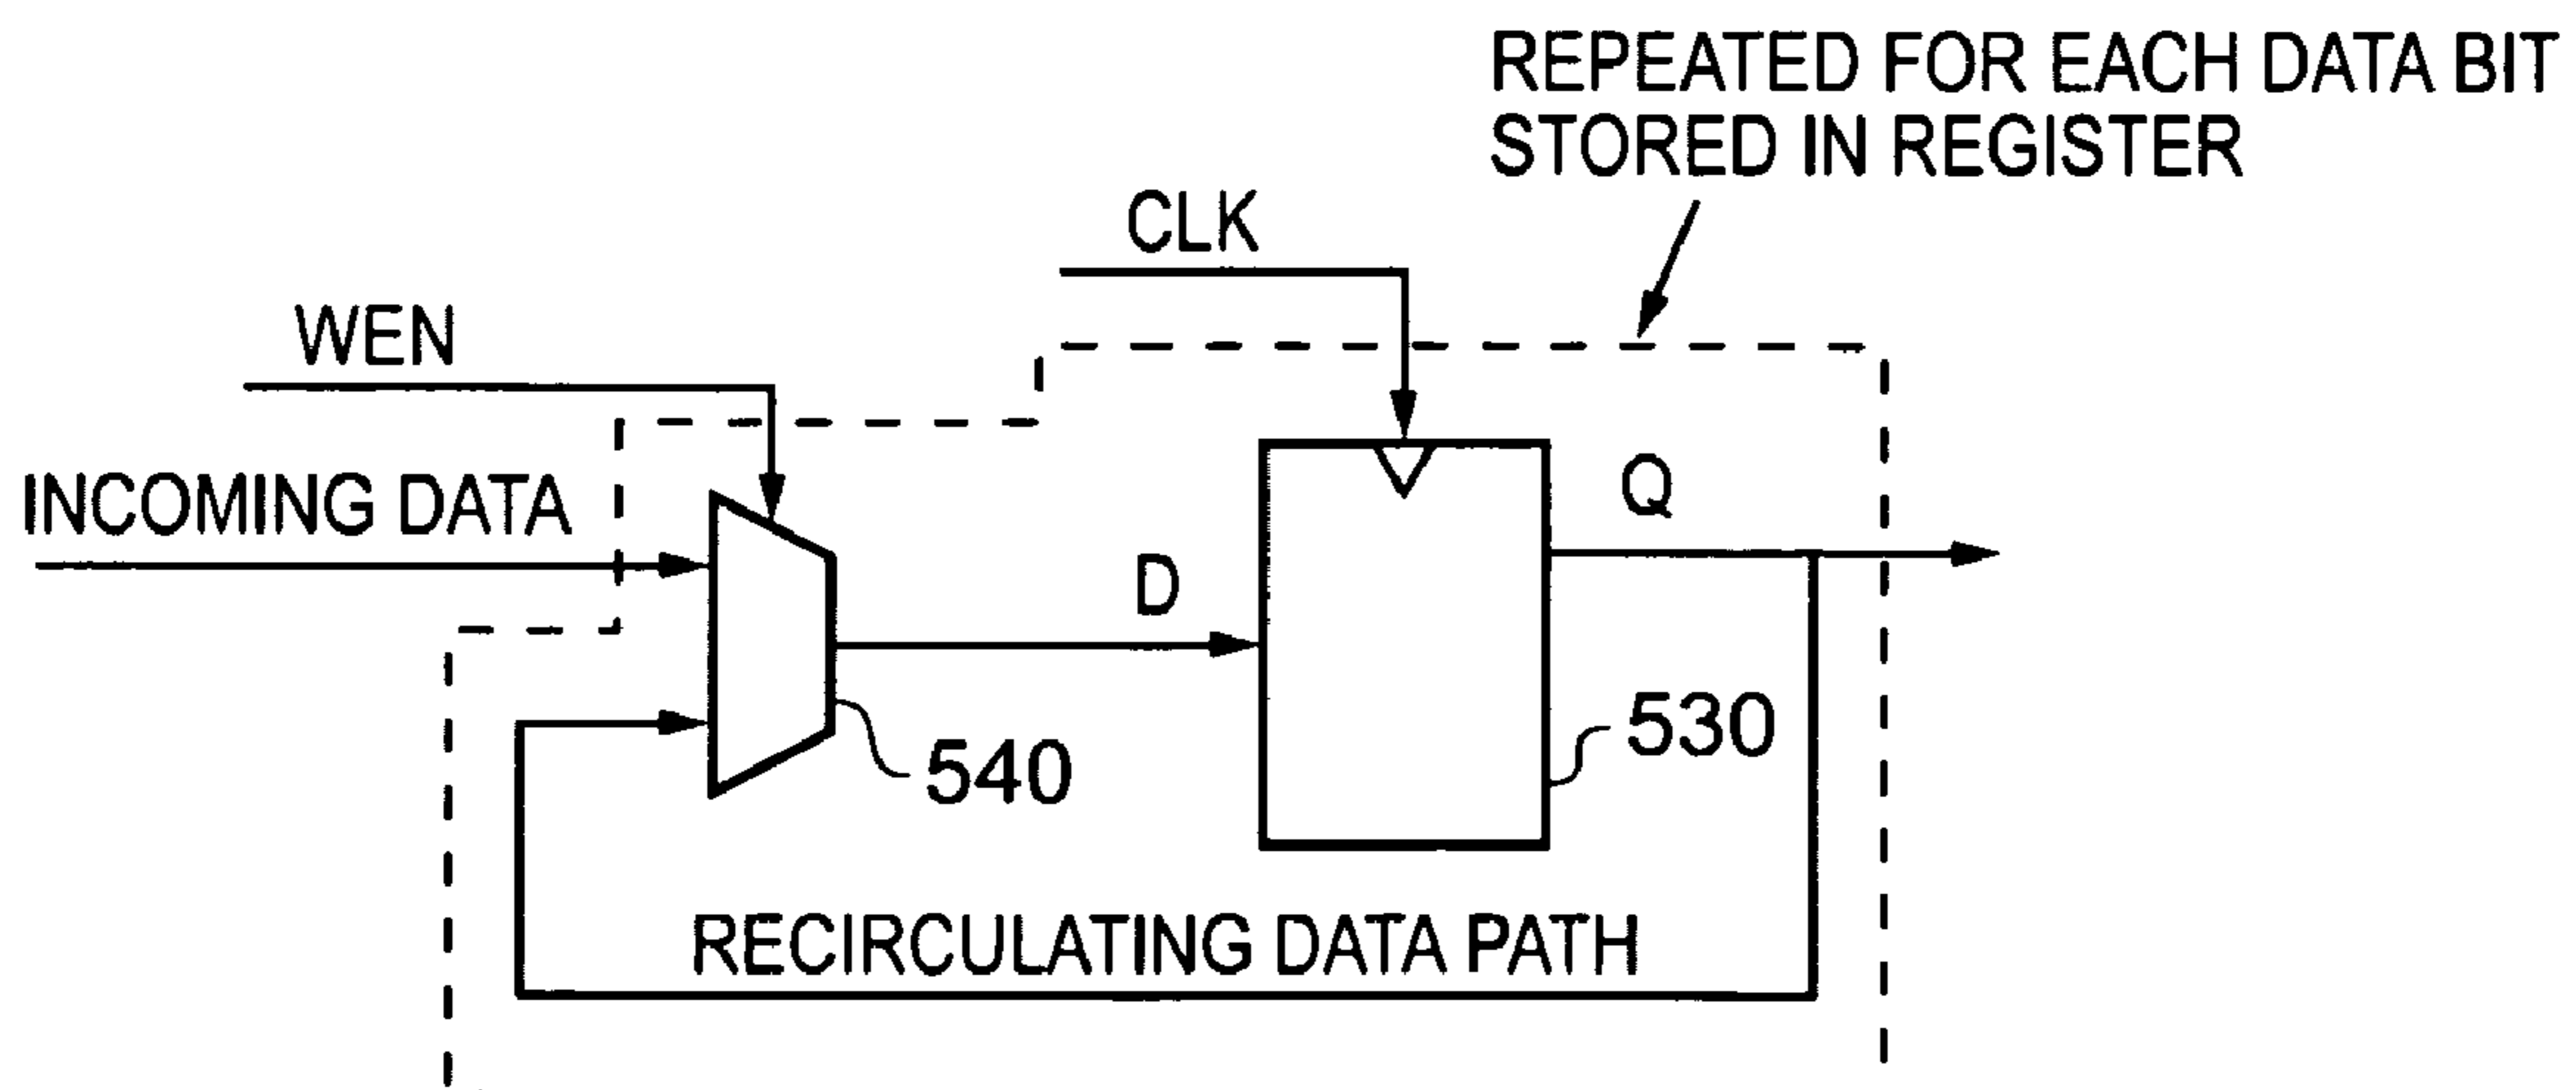 REPEATED FOR EACH DATA BIT
STORED IN REGISTER
CLK
WEN
INCOMING DATA
Q
D
530
540
RECIRCULATING DATA PATH